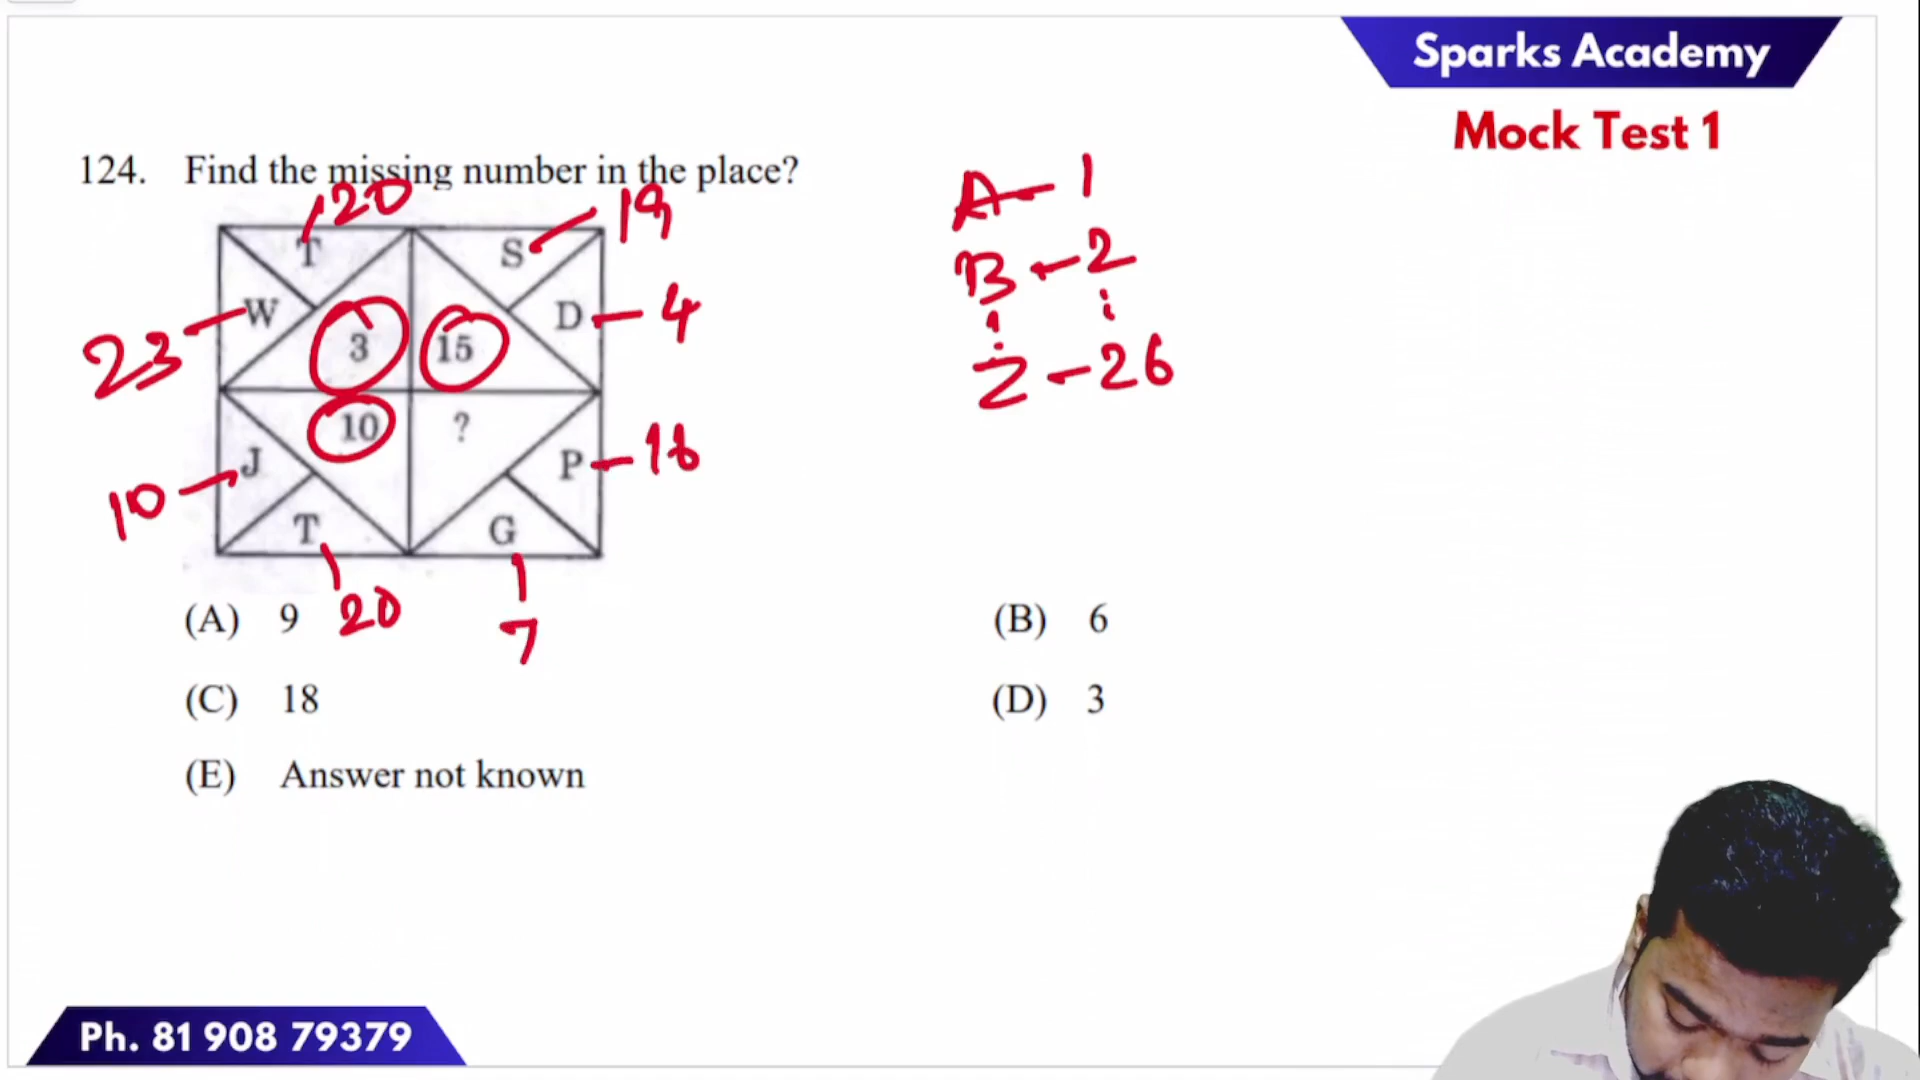 Sparks Academy
Mock Test 1
124. Find the missing number in the place?
20
19
A - 1
B - 2
Z - 26
T
S
W
D
4
23
3
15
10
?
J
P
16
10
T
G
20
7
(A) 9
(B) 6
(C) 18
(D) 3
(E) Answer not known
Ph. 81 908 79379